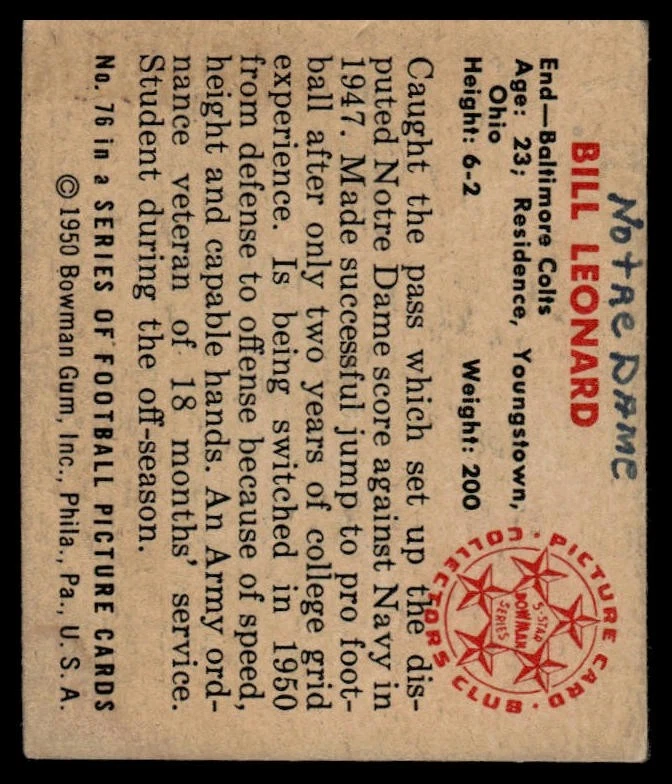 NOTRE DAME
BILL LEONARD
End—Baltimore Colts
Age: 23; Residence, Youngstown,
Ohio
Height: 6-2 Weight: 200
Caught the pass which set up the dis-
puted Notre Dame score against Navy in
1947. Made successful jump to pro foot-
ball after only two years of college grid
experience. Is being switched in 1950
from defense to offense because of speed,
height and capable hands. An Army ord-
nance veteran of 18 months' service.
Student during the off-season.
No. 76 in a SERIES OF FOOTBALL PICTURE CARDS
© 1950 Bowman Gum, Inc., Phila., Pa., U. S. A.
· PICTURE CARD · COLLECTORS CLUB
5-STAR
BOWMAN
SERIES